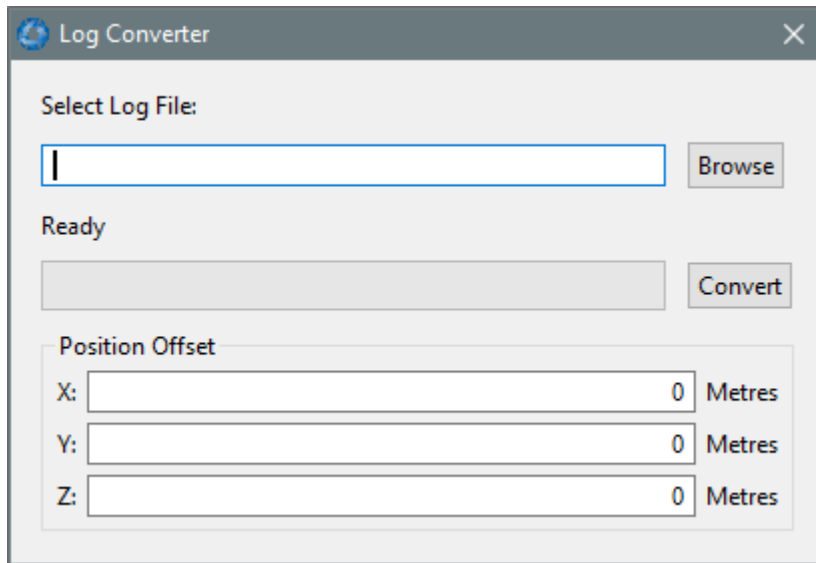 Log Converter
Select Log File:
Browse
Ready
Convert
Position Offset
X: 0 Metres
Y: 0 Metres
Z: 0 Metres